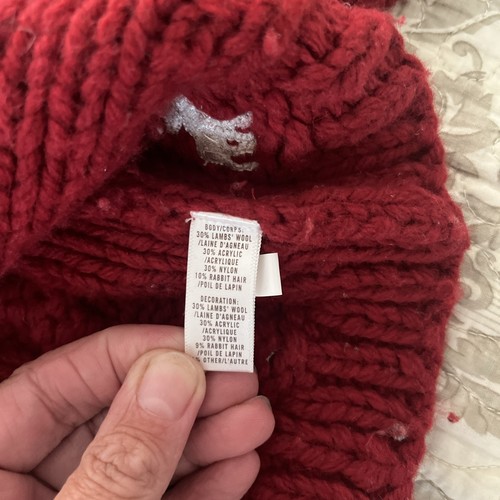 BODY/CORPS:
30% LAMBS' WOOL
/LAINE D'AGNEAU
30% ACRYLIC
/ACRYLIQUE
30% NYLON
10% RABBIT HAIR
/POIL DE LAPIN
DECORATION:
30% LAMBS' WOOL
/LAINE D'AGNEAU
30% ACRYLIC
/ACRYLIQUE
30% NYLON
9% RABBIT HAIR
/POIL DE LAPIN
% OTHER/L'AUTRE